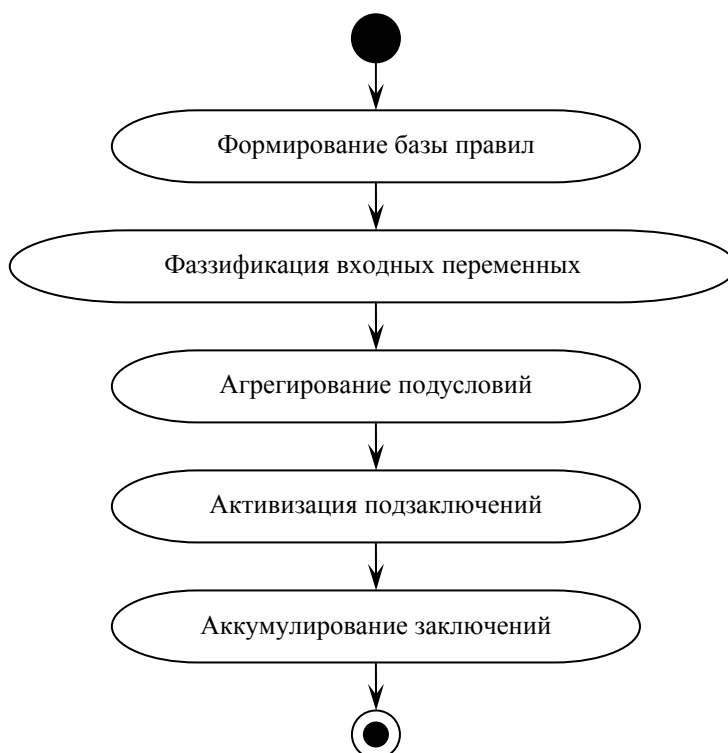 Формирование базы правил
Фаззификация входных переменных
Агрегирование подусловий
Активизация подзаключений
Аккумулирование заключений